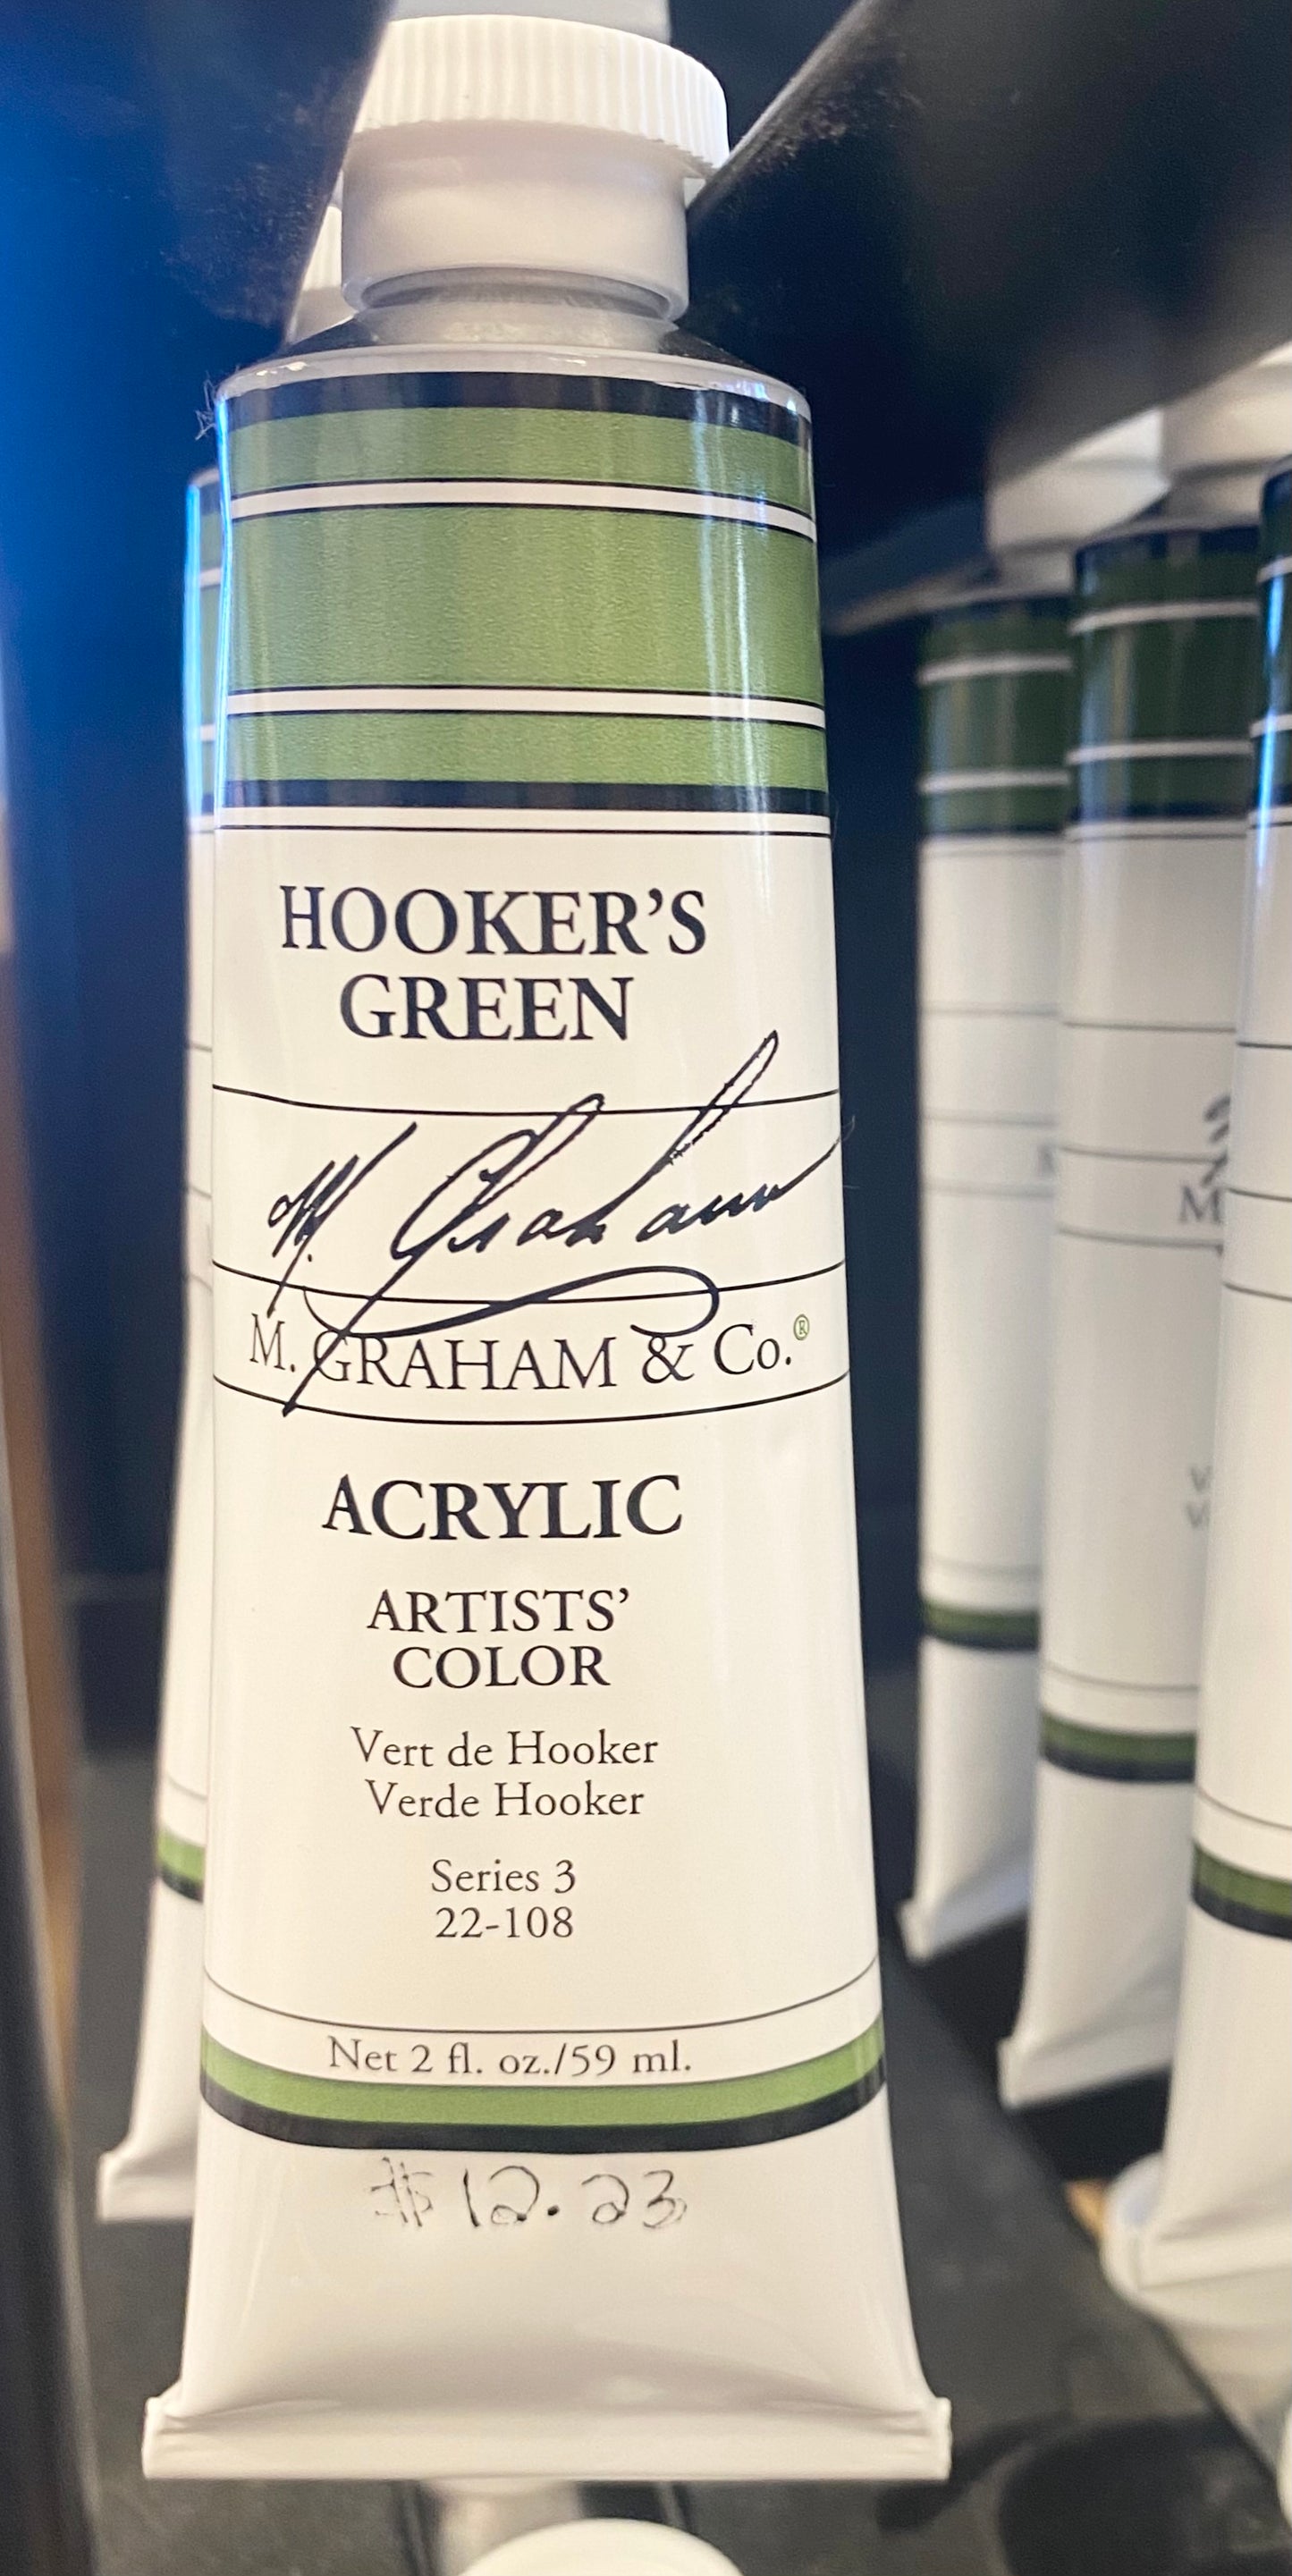 HOOKER'S
GREEN
M. Graham
M. GRAHAM & Co.®
ACRYLIC
ARTISTS'
COLOR
Vert de Hooker
Verde Hooker
Series 3
22-108
Net 2 fl. oz./59 ml.
$12.23